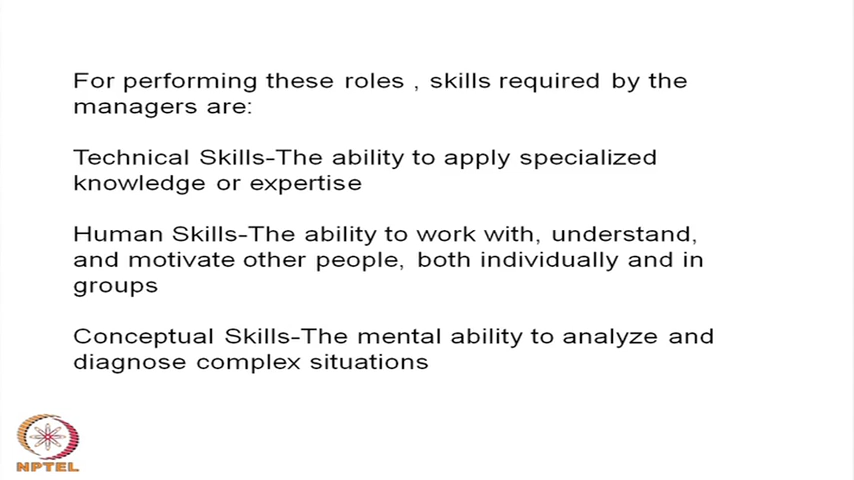 For performing these roles , skills required by the
managers are:
Technical Skills-The ability to apply specialized
knowledge or expertise
Human Skills-The ability to work with, understand,
and motivate other people, both individually and in
groups
Conceptual Skills-The mental ability to analyze and
diagnose complex situations
NPTEL